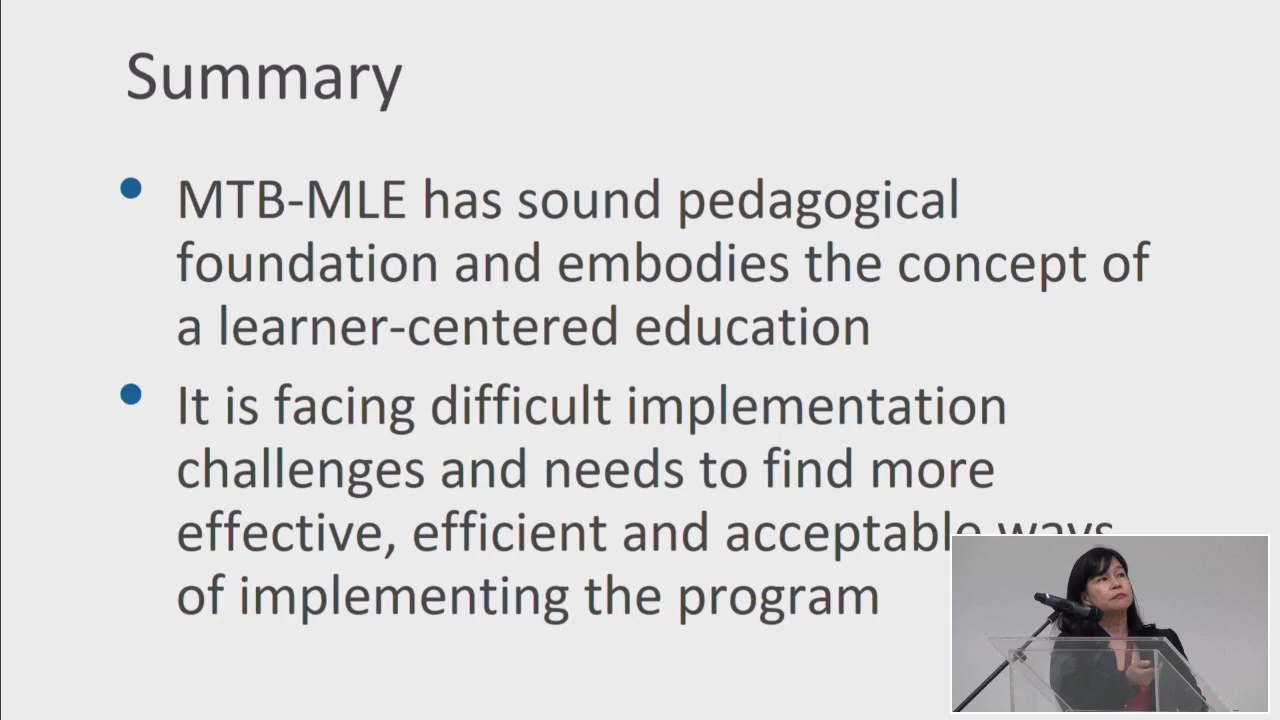 Summary
• MTB-MLE has sound pedagogical
foundation and embodies the concept of
a learner-centered education
• It is facing difficult implementation
challenges and needs to find more
effective, efficient and acceptable ways
of implementing the program